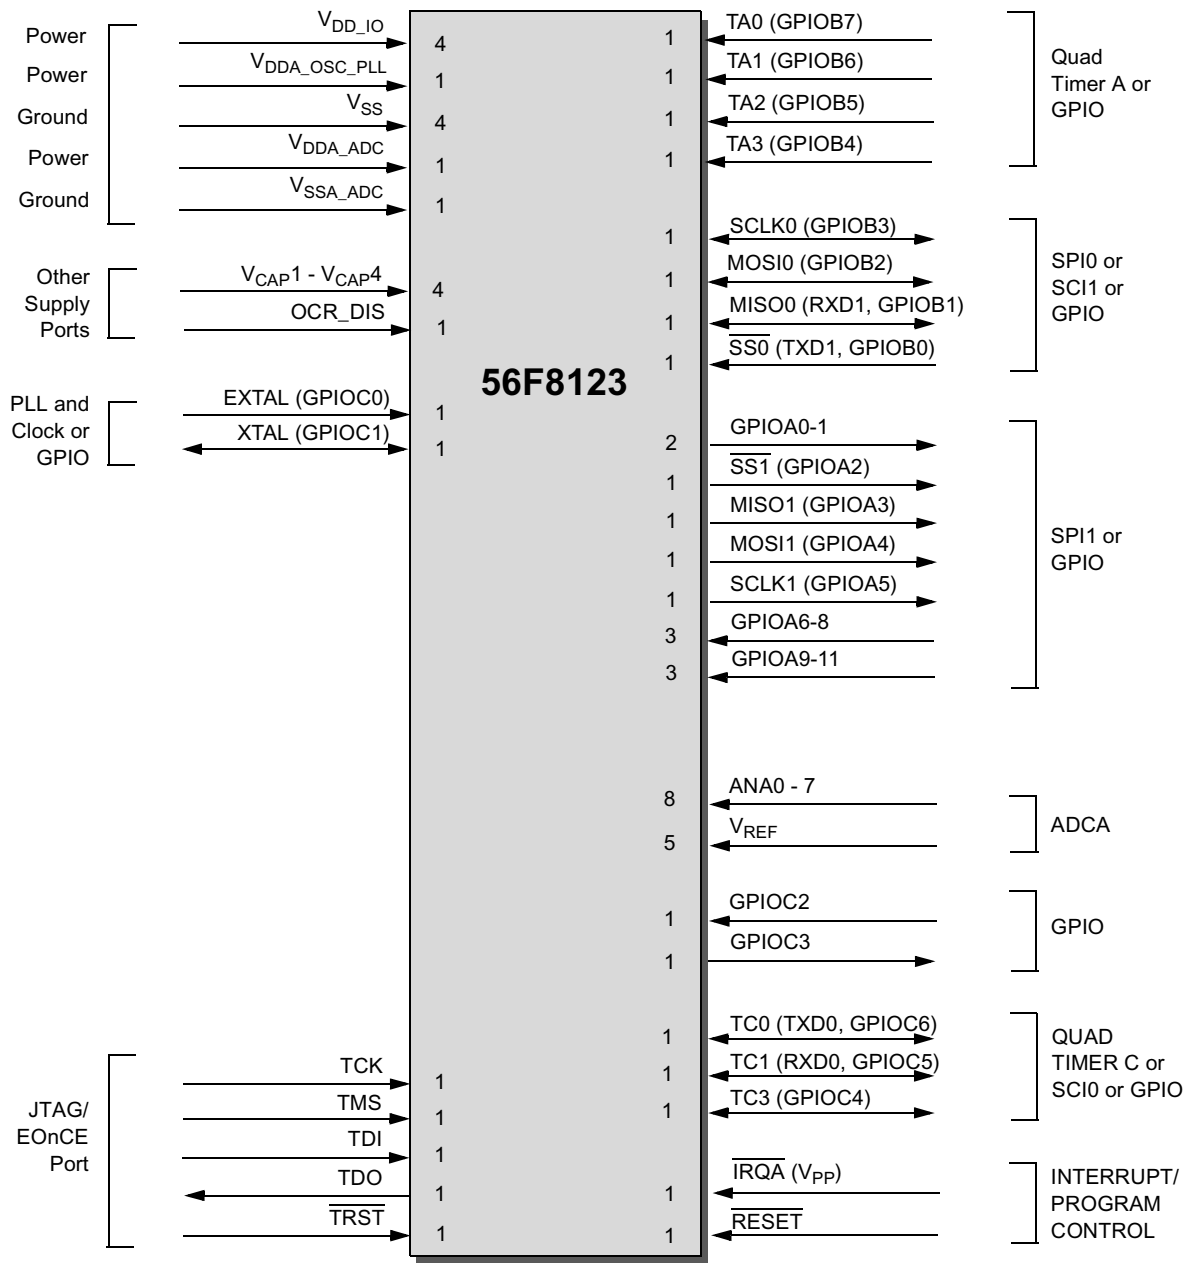 Power
V_DD_IO
4
Power
V_DDA_OSC_PLL
1
Ground
V_SS
4
Power
V_DDA_ADC
1
Ground
V_SSA_ADC
1
Other
Supply
Ports
V_CAP1 - V_CAP4
4
OCR_DIS
1
PLL and
Clock or
GPIO
EXTAL (GPIOC0)
1
XTAL (GPIOC1)
1
JTAG/
EOnCE
Port
TCK
1
TMS
1
TDI
1
TDO
1
TRST
1
56F8123
1
TA0 (GPIOB7)
1
TA1 (GPIOB6)
1
TA2 (GPIOB5)
1
TA3 (GPIOB4)
Quad
Timer A or
GPIO
1
SCLK0 (GPIOB3)
1
MOSI0 (GPIOB2)
1
MISO0 (RXD1, GPIOB1)
1
SS0 (TXD1, GPIOB0)
SPI0 or
SCI1 or
GPIO
2
GPIOA0-1
1
SS1 (GPIOA2)
1
MISO1 (GPIOA3)
1
MOSI1 (GPIOA4)
1
SCLK1 (GPIOA5)
3
GPIOA6-8
3
GPIOA9-11
SPI1 or
GPIO
8
ANA0 - 7
5
V_REF
ADCA
1
GPIOC2
1
GPIOC3
GPIO
1
TC0 (TXD0, GPIOC6)
1
TC1 (RXD0, GPIOC5)
1
TC3 (GPIOC4)
QUAD
TIMER C or
SCI0 or GPIO
1
IRQA (V_PP)
1
RESET
INTERRUPT/
PROGRAM
CONTROL